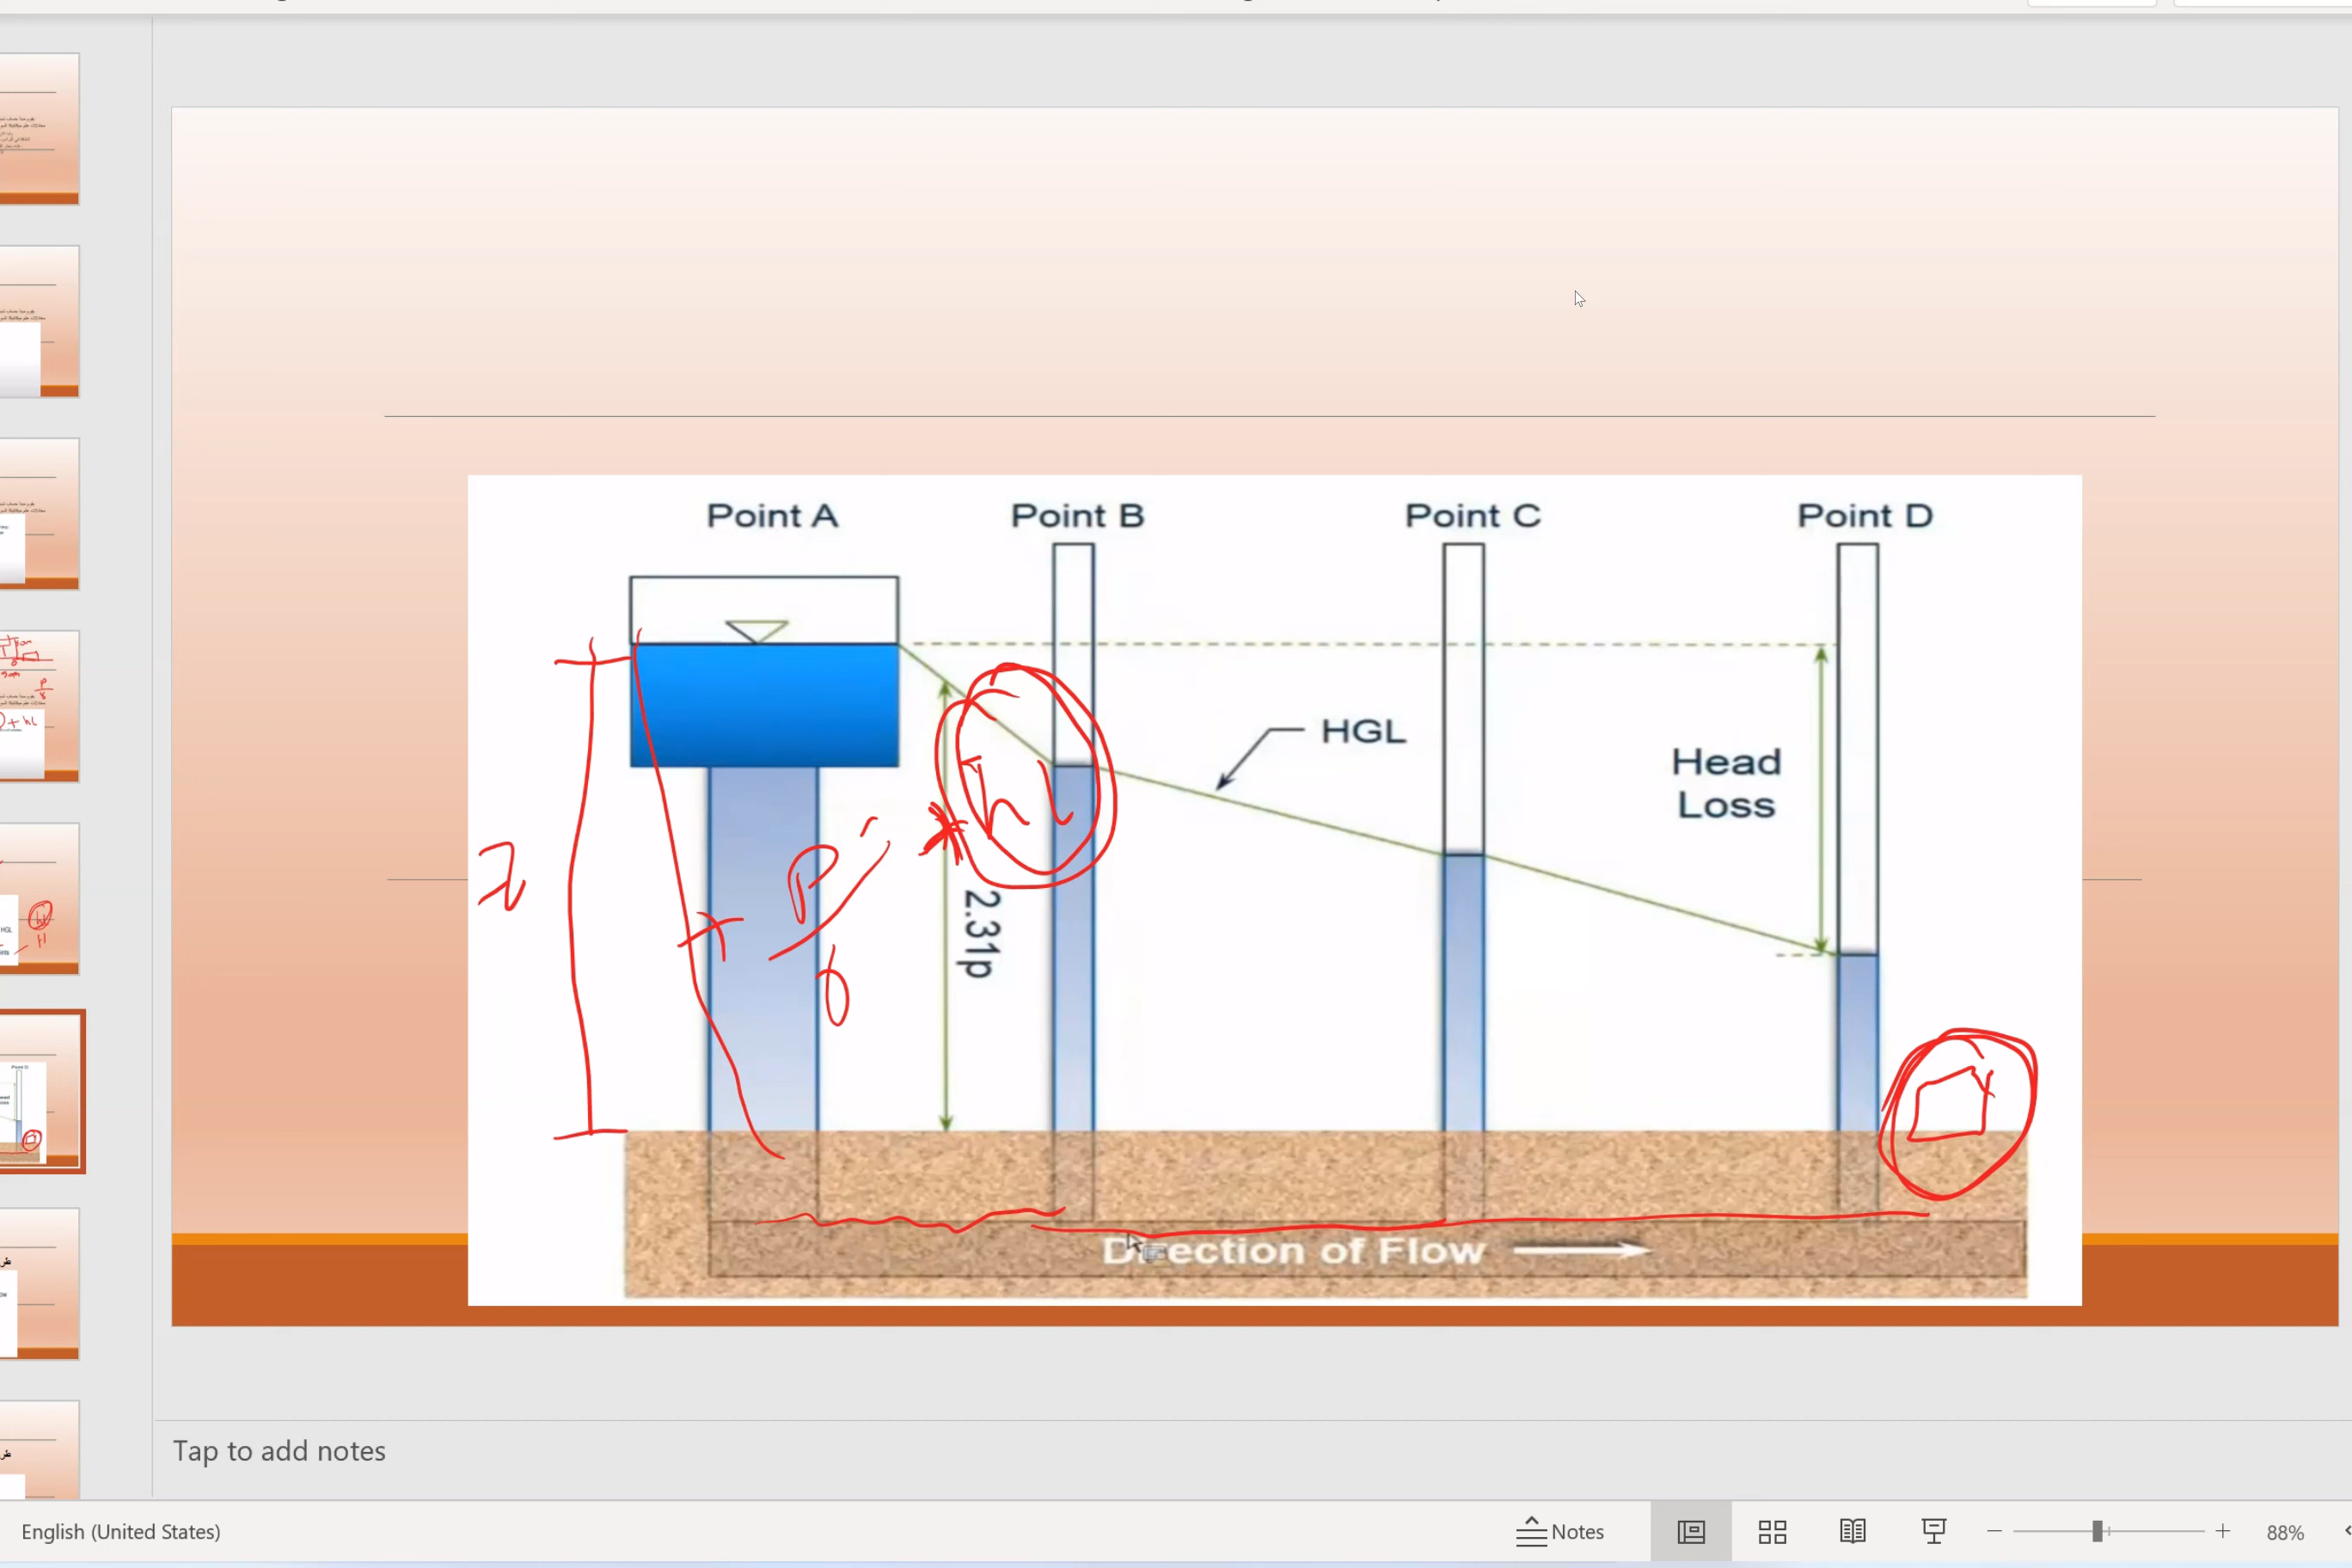 Point A Point B Point C Point D
HGL
Head
Loss
hl
Z
+ P
γ
2.31p
Direction of Flow
Tap to add notes
English (United States) Notes 88%